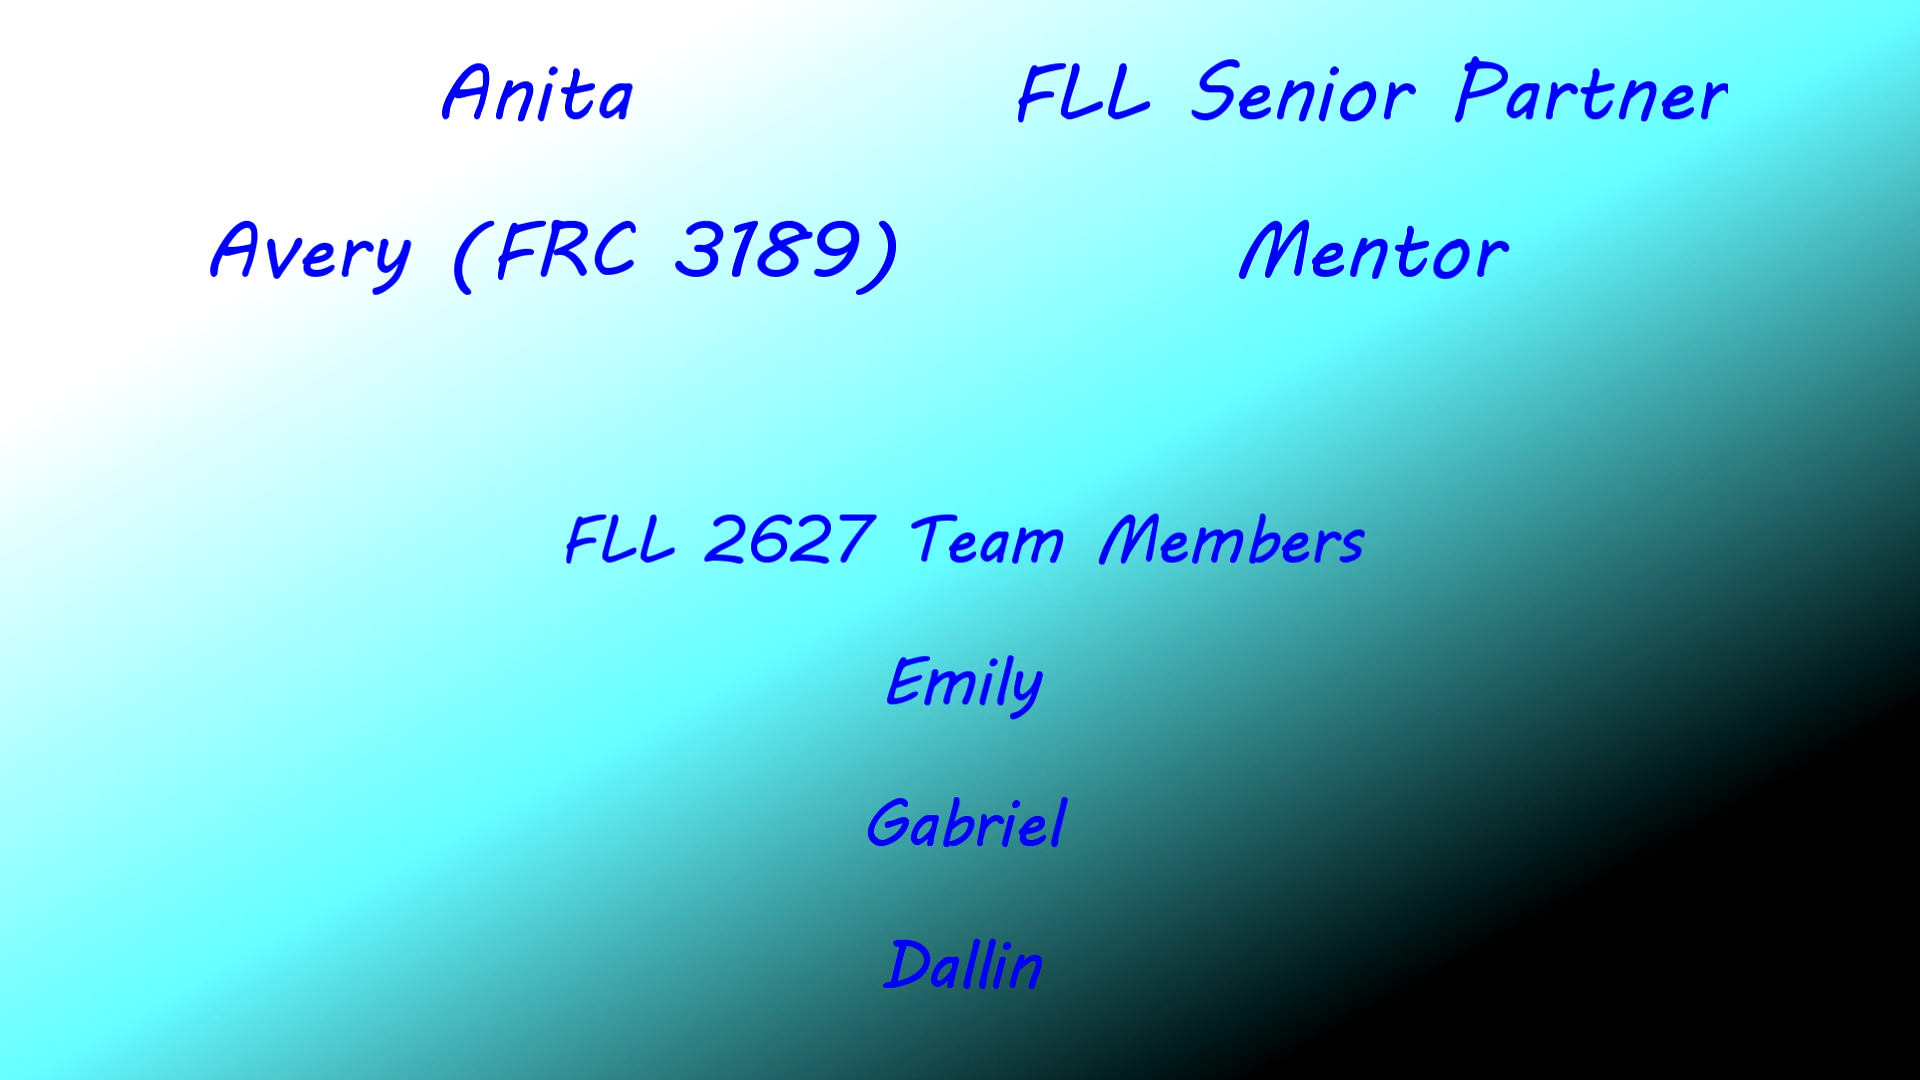 Anita FLL Senior Partner
Avery (FRC 3189) Mentor
FLL 2627 Team Members
Emily
Gabriel
Dallin